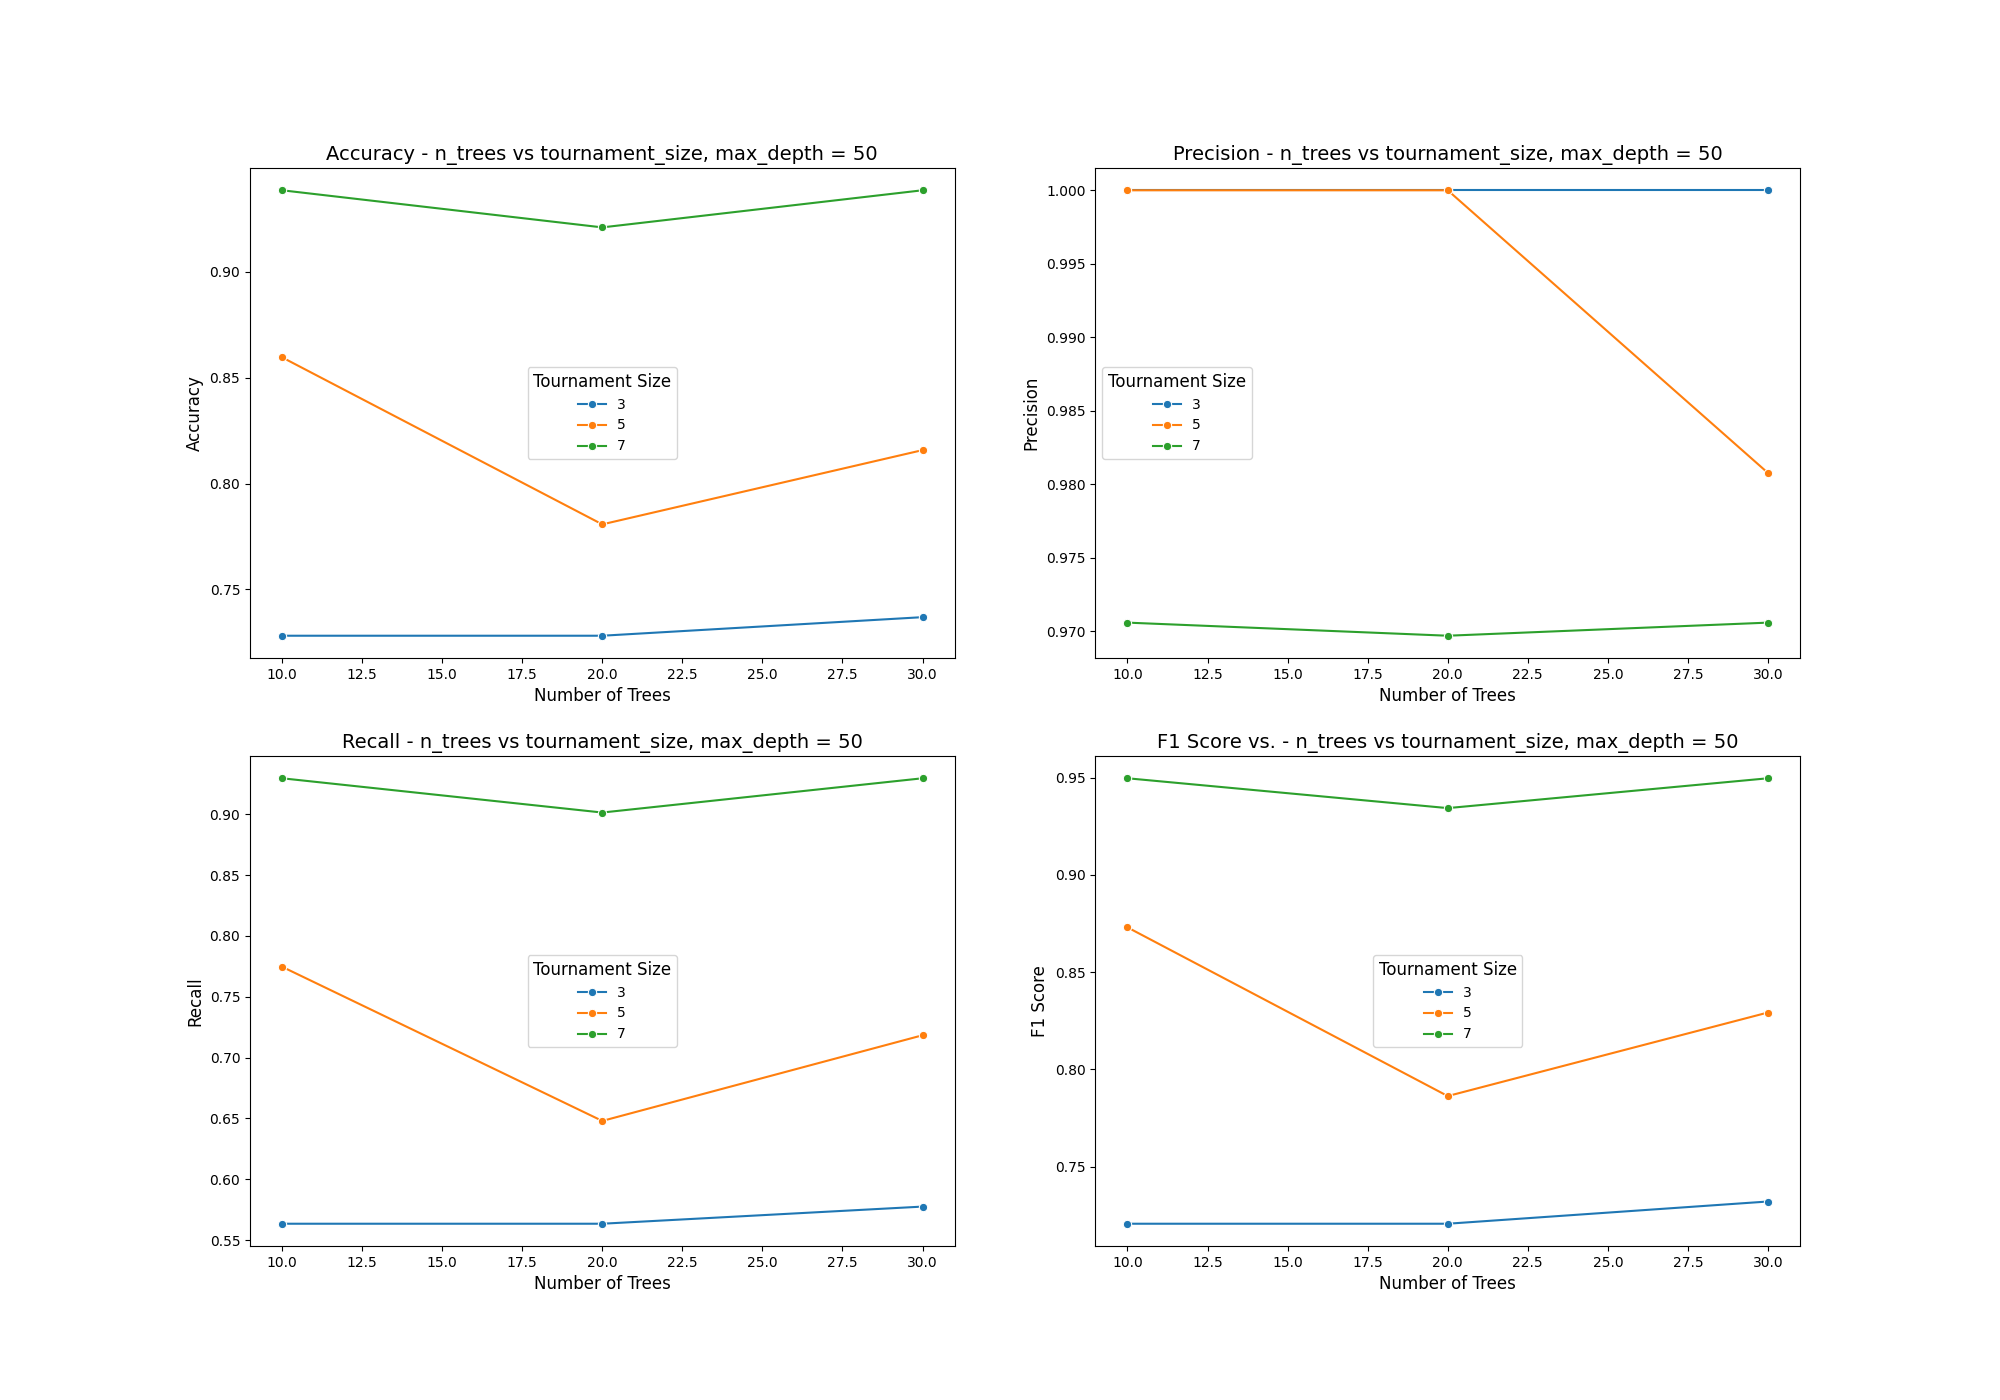 Accuracy - n_trees vs tournament_size, max_depth = 50
0.90
0.85
0.80
0.75
Accuracy
Tournament Size
3
5
7
10.0 12.5 15.0 17.5 20.0 22.5 25.0 27.5 30.0
Number of Trees
Precision - n_trees vs tournament_size, max_depth = 50
1.000
0.995
0.990
0.985
0.980
0.975
0.970
Precision
Tournament Size
3
5
7
10.0 12.5 15.0 17.5 20.0 22.5 25.0 27.5 30.0
Number of Trees
Recall - n_trees vs tournament_size, max_depth = 50
0.90
0.85
0.80
0.75
0.70
0.65
0.60
0.55
Recall
Tournament Size
3
5
7
10.0 12.5 15.0 17.5 20.0 22.5 25.0 27.5 30.0
Number of Trees
F1 Score vs. - n_trees vs tournament_size, max_depth = 50
0.95
0.90
0.85
0.80
0.75
F1 Score
Tournament Size
3
5
7
10.0 12.5 15.0 17.5 20.0 22.5 25.0 27.5 30.0
Number of Trees